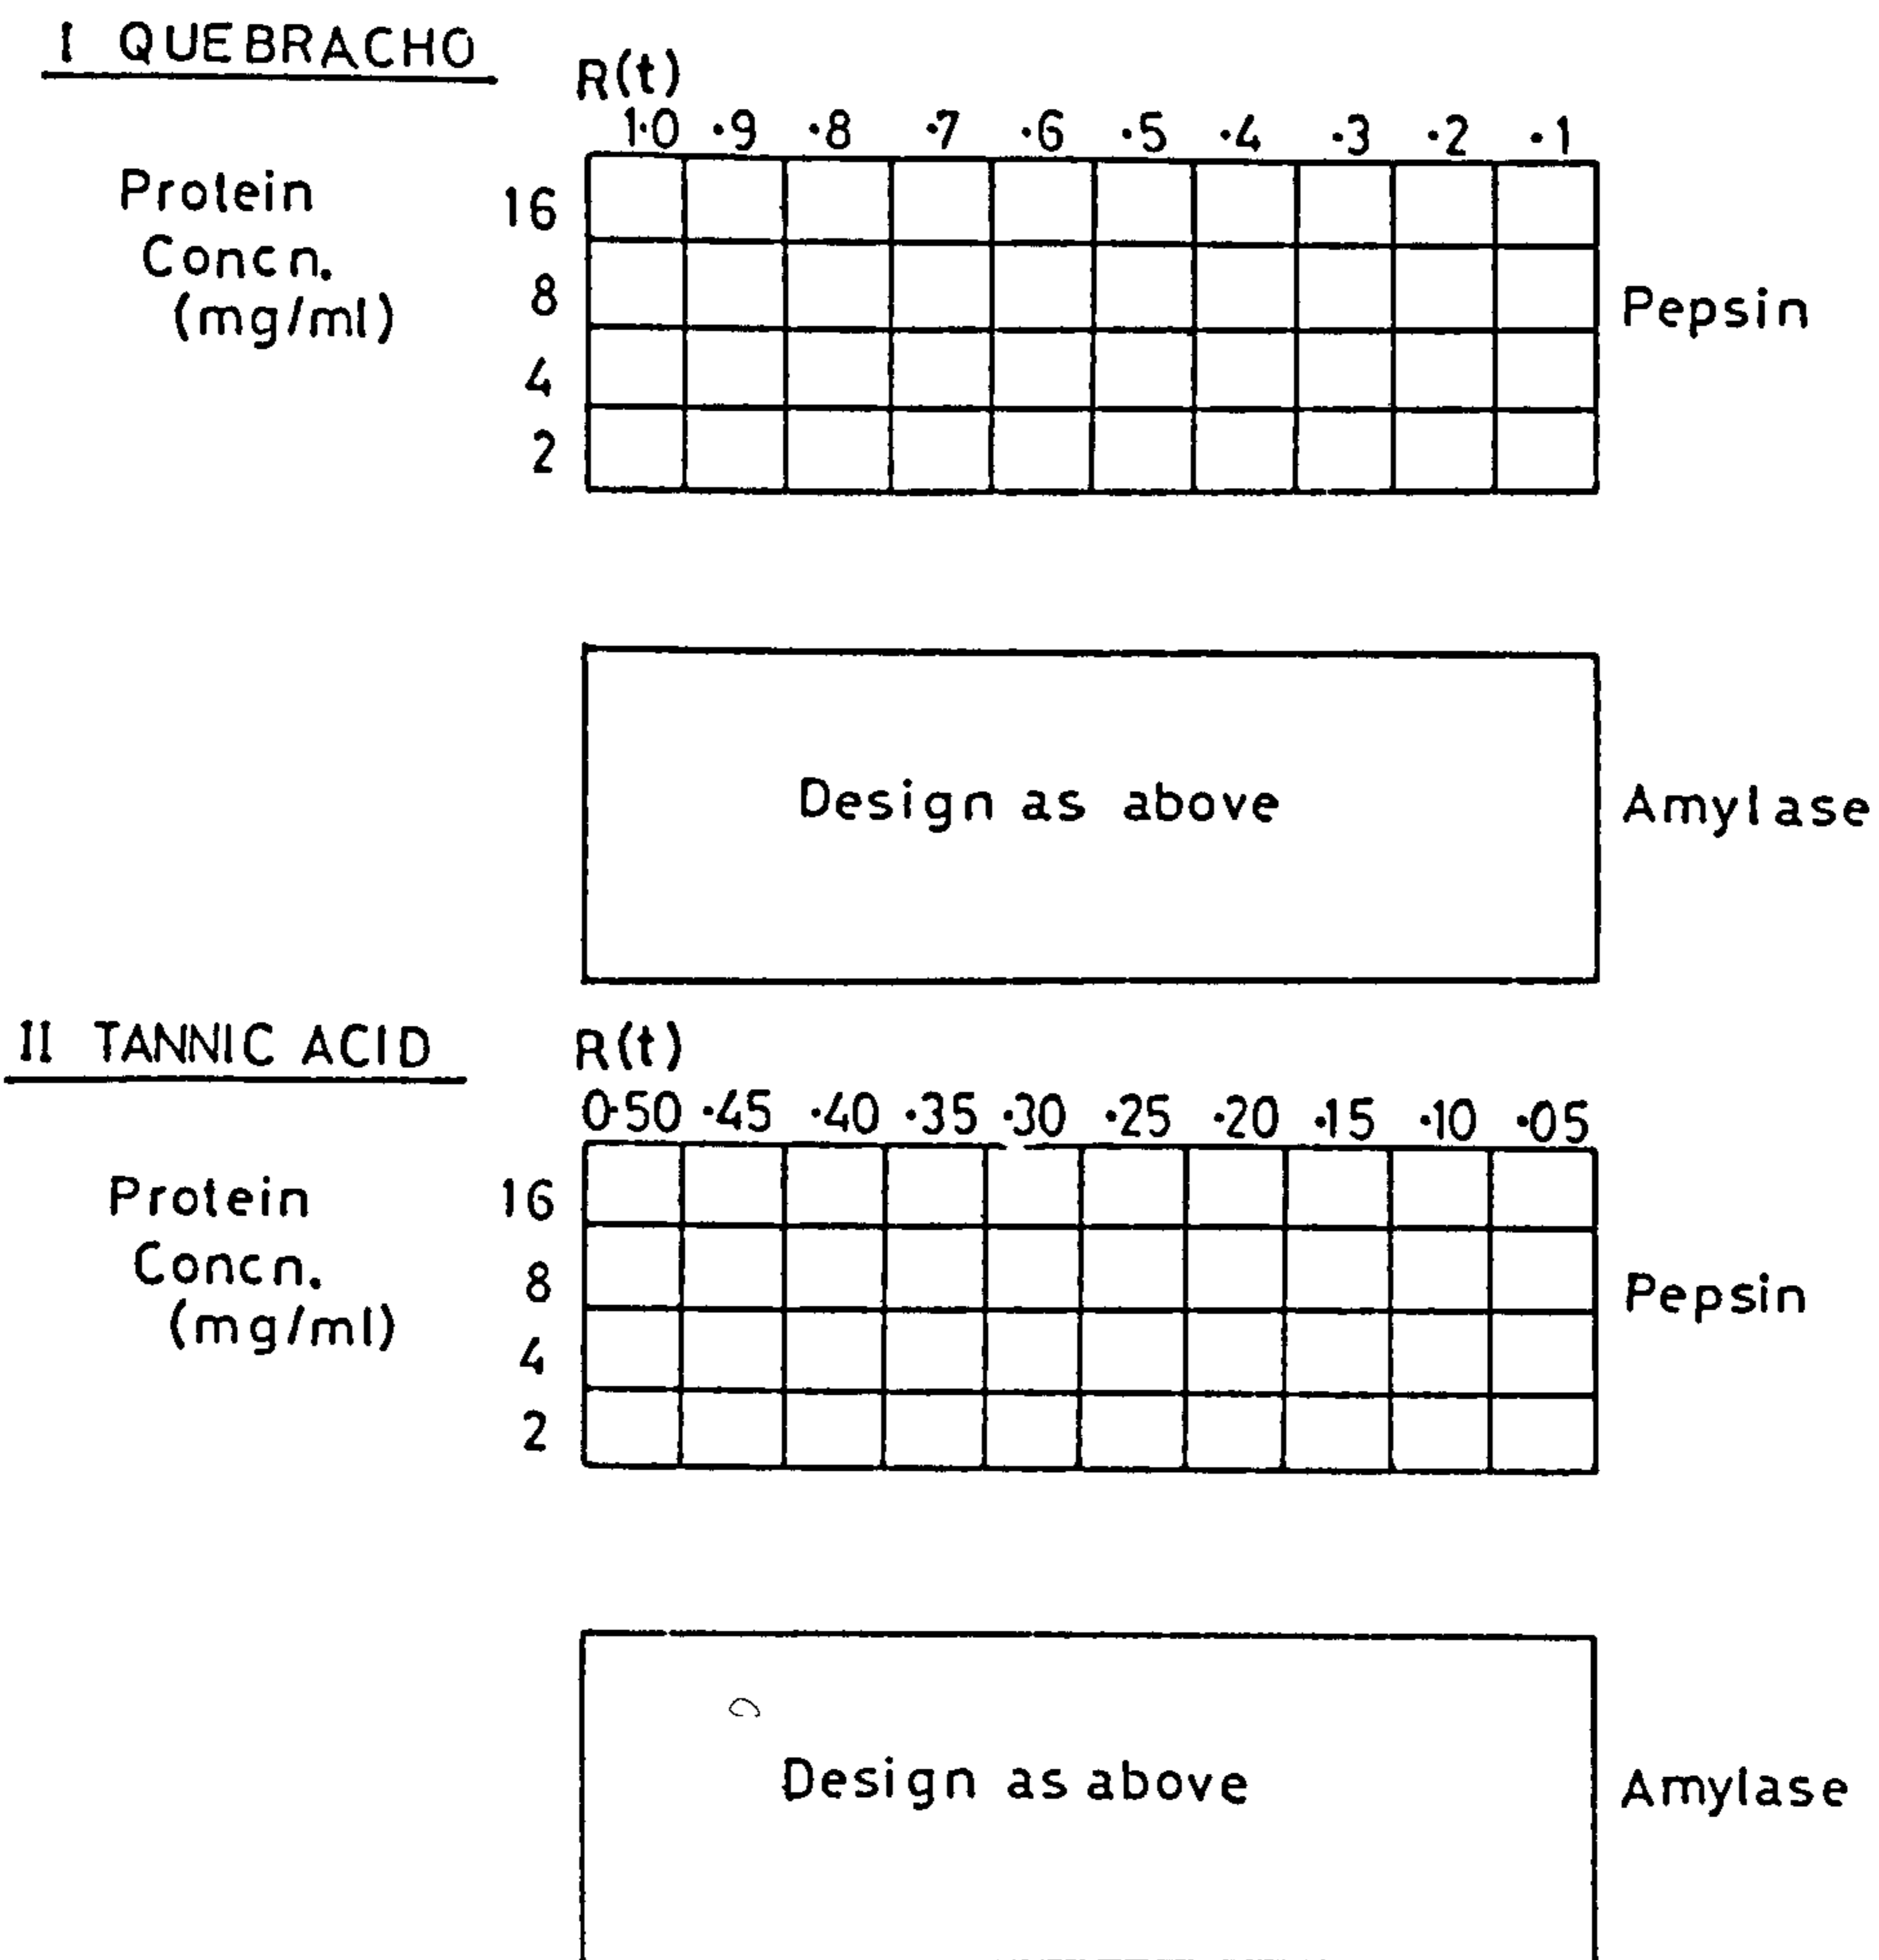 I QUEBRACHO
R(t)
1·0 ·9 ·8 ·7 ·6 ·5 ·4 ·3 ·2 ·1
Protein
Concn.
(mg/ml)
16
8
4
2
Pepsin
Design as above
Amylase
II TANNIC ACID
R(t)
0·50 ·45 ·40 ·35 ·30 ·25 ·20 ·15 ·10 ·05
Protein
Concn.
(mg/ml)
16
8
4
2
Pepsin
Design as above
Amylase